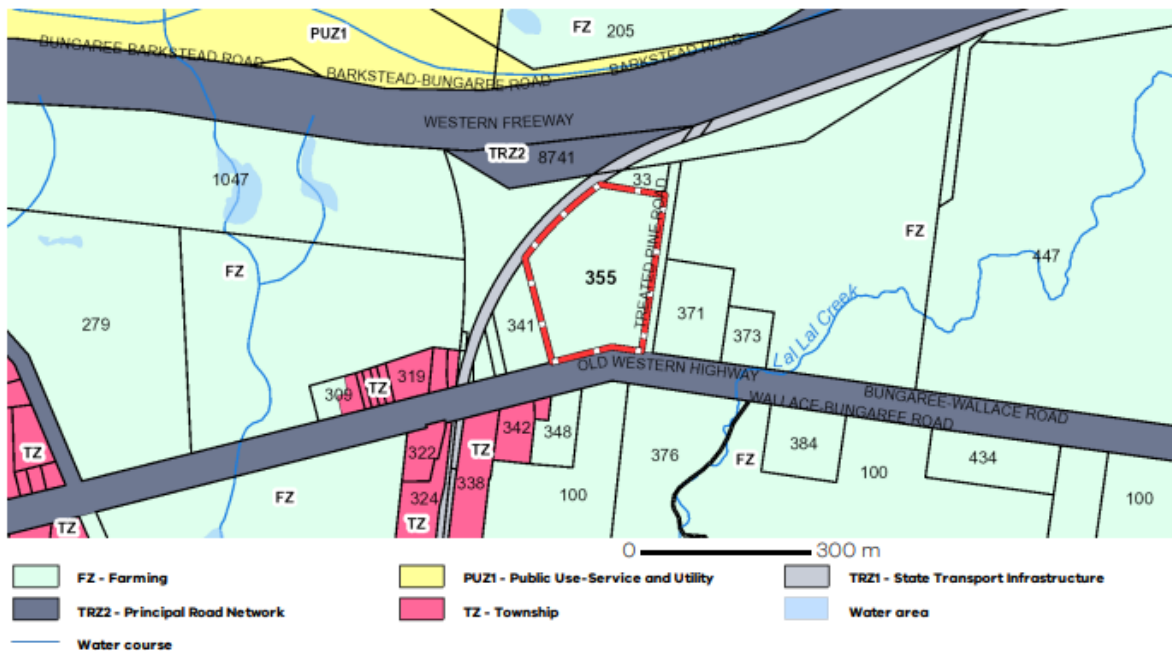 FZ
205
PUZ1
BUNGAREE-BARKSTEAD ROAD
BARKSTEAD-BUNGAREE ROAD
BARKSTEAD ROAD
WESTERN FREEWAY
TRZ2
8741
1047
33
TREATED PINE ROAD
FZ
447
FZ
355
279
341
371
373
Lal Lal Creek
OLD WESTERN HIGHWAY
319
TZ
309
BUNGAREE-WALLACE ROAD
WALLACE-BUNGAREE ROAD
342
348
TZ
322
TZ
376
FZ
384
434
100
338
324
FZ
100
100
TZ
TZ
0 300 m
FZ - Farming
PUZ1 - Public Use-Service and Utility
TRZ1 - State Transport Infrastructure
TRZ2 - Principal Road Network
TZ - Township
Water area
Water course